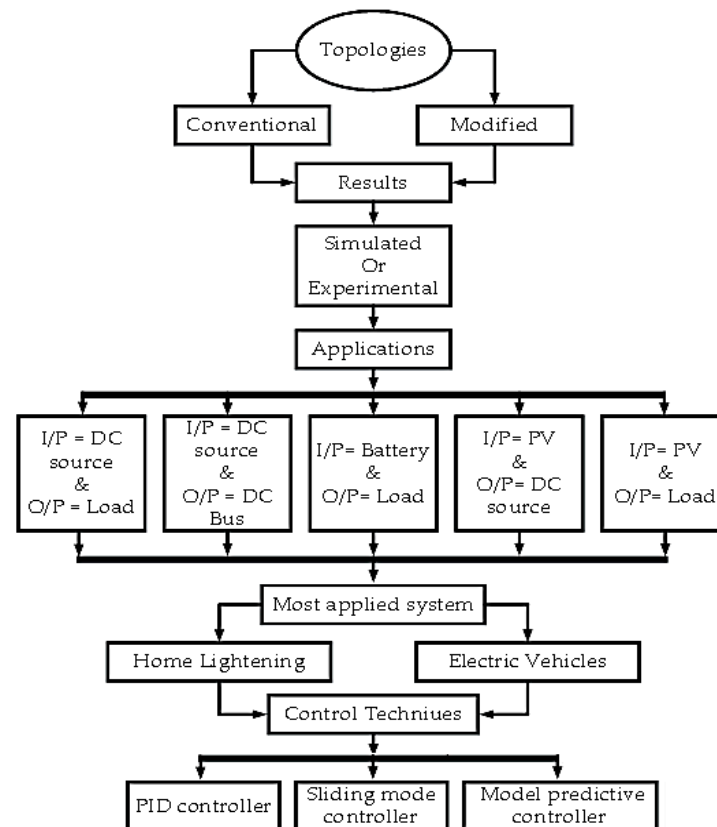 Topologies
Conventional
Modified
Results
Simulated
Or
Experimental
Applications
I/P = DC
source
&
O/P = Load
I/P = DC
source
&
O/P = DC
Bus
I/P= Battery
&
O/P= Load
I/P= PV
&
O/P= DC
source
I/P= PV
&
O/P= Load
Most applied system
Home Lightening
Electric Vehicles
Control Techniues
PID controller
Sliding mode
controller
Model predictive
controller